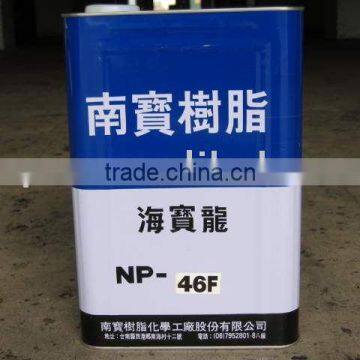 南寶樹脂
trade.china.cn
海寶龍
NP-46F
南寶樹脂化學工廠股份有限公司